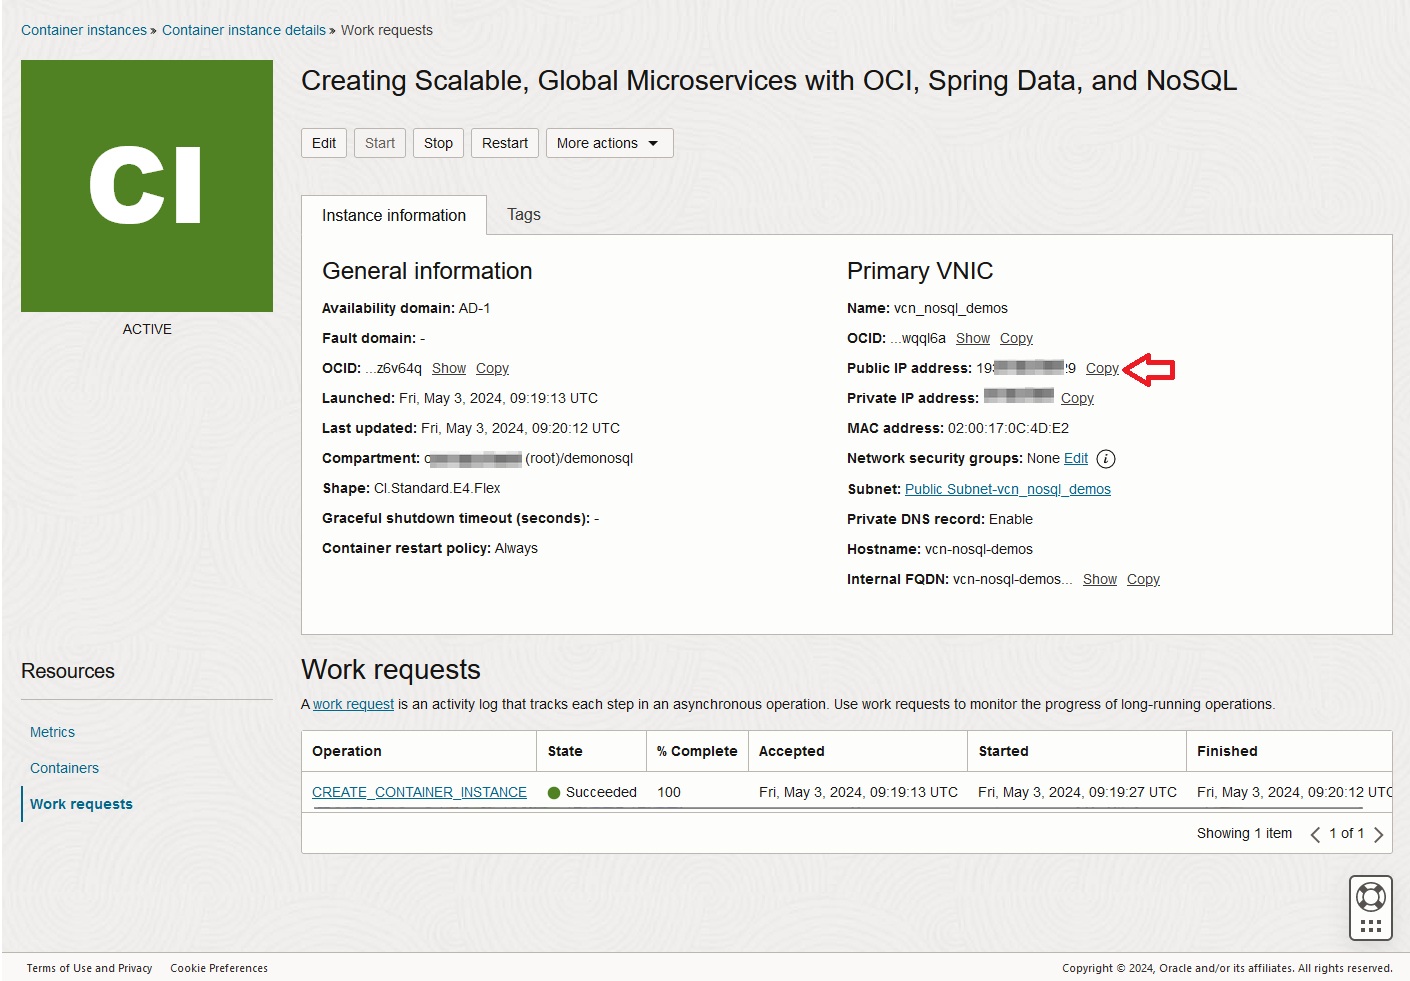 Container instances » Container instance details » Work requests
CI
ACTIVE
Creating Scalable, Global Microservices with OCI, Spring Data, and NoSQL
Edit Start Stop Restart More actions
Instance information Tags
General information
Availability domain: AD-1
Fault domain: -
OCID: ...z6v64q Show Copy
Launched: Fri, May 3, 2024, 09:19:13 UTC
Last updated: Fri, May 3, 2024, 09:20:12 UTC
Compartment: (root)/demonosql
Shape: CI.Standard.E4.Flex
Graceful shutdown timeout (seconds): -
Container restart policy: Always
Primary VNIC
Name: vcn_nosql_demos
OCID: ...wqql6a Show Copy
Public IP address: Copy
Private IP address: Copy
MAC address: 02:00:17:0C:4D:E2
Network security groups: None Edit i
Subnet: Public Subnet-vcn_nosql_demos
Private DNS record: Enable
Hostname: vcn-nosql-demos
Internal FQDN: vcn-nosql-demos... Show Copy
Resources
Metrics
Containers
Work requests
Work requests
A work request is an activity log that tracks each step in an asynchronous operation. Use work requests to monitor the progress of long-running operations.
Operation State % Complete Accepted Started Finished
CREATE_CONTAINER_INSTANCE Succeeded 100 Fri, May 3, 2024, 09:19:13 UTC Fri, May 3, 2024, 09:19:27 UTC Fri, May 3, 2024, 09:20:12 UTC
Showing 1 item 1 of 1
Terms of Use and Privacy Cookie Preferences Copyright © 2024, Oracle and/or its affiliates. All rights reserved.